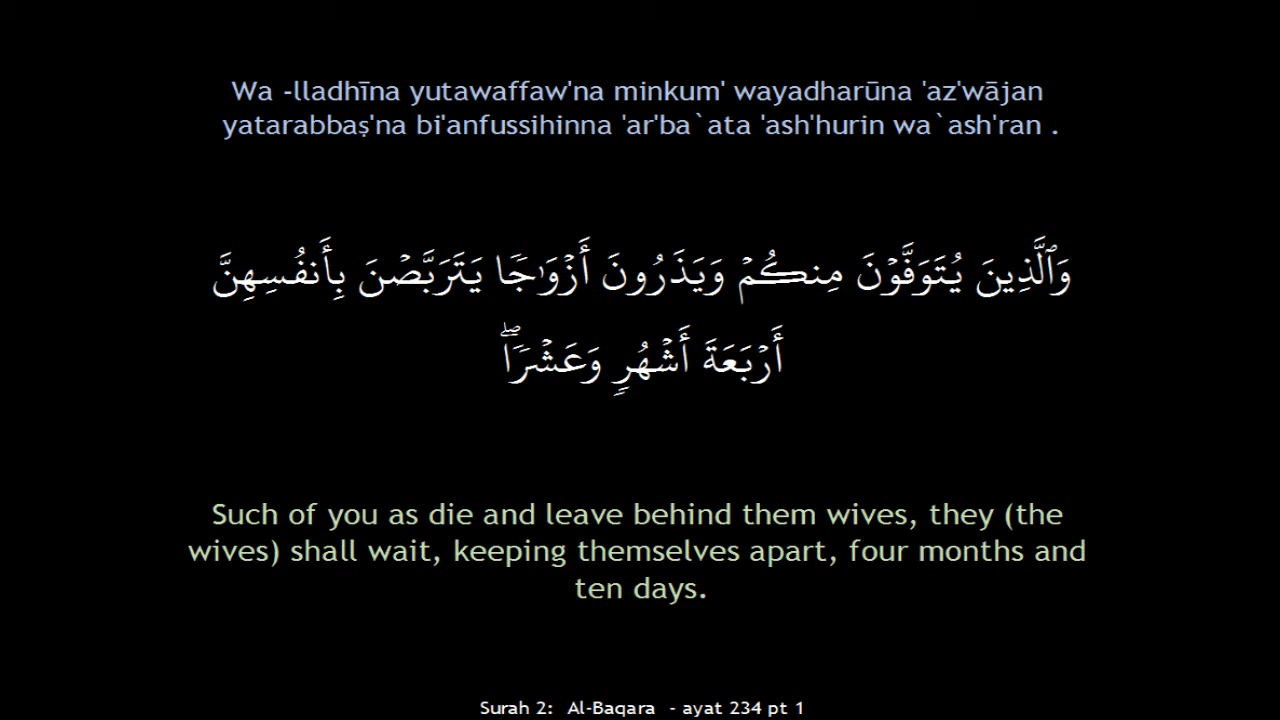 Wa -lladhīna yutawaffaw'na minkum' wayadharūna 'az'wājan
yatarabbaṣ'na bi'anfussihinna 'ar'ba`ata 'ash'hurin wa`ash'ran .
وَٱلَّذِينَ يُتَوَفَّوْنَ مِنكُمْ وَيَذَرُونَ أَزْوَٰجًا يَتَرَبَّصْنَ بِأَنفُسِهِنَّ
أَرْبَعَةَ أَشْهُرٍ وَعَشْرًا ۖ
Such of you as die and leave behind them wives, they (the
wives) shall wait, keeping themselves apart, four months and
ten days.
Surah 2: Al-Baqara - ayat 234 pt 1